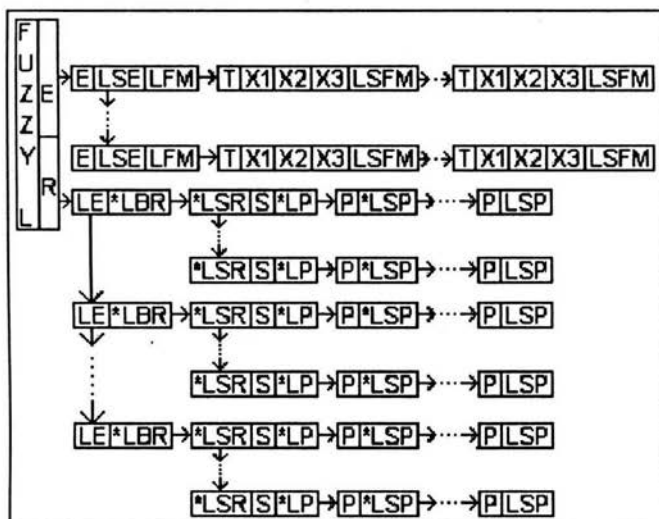 FUZZY L
E
E LSE LFM T X1 X2 X3 LSFM T X1 X2 X3 LSFM
E LSE LFM T X1 X2 X3 LSFM T X1 X2 X3 LSFM
R
LE *LBR *LSR S *LP P *LSP P LSP
*LSR S *LP P *LSP P LSP
LE *LBR *LSR S *LP P *LSP P LSP
*LSR S *LP P *LSP P LSP
LE *LBR *LSR S *LP P *LSP P LSP
*LSR S *LP P *LSP P LSP